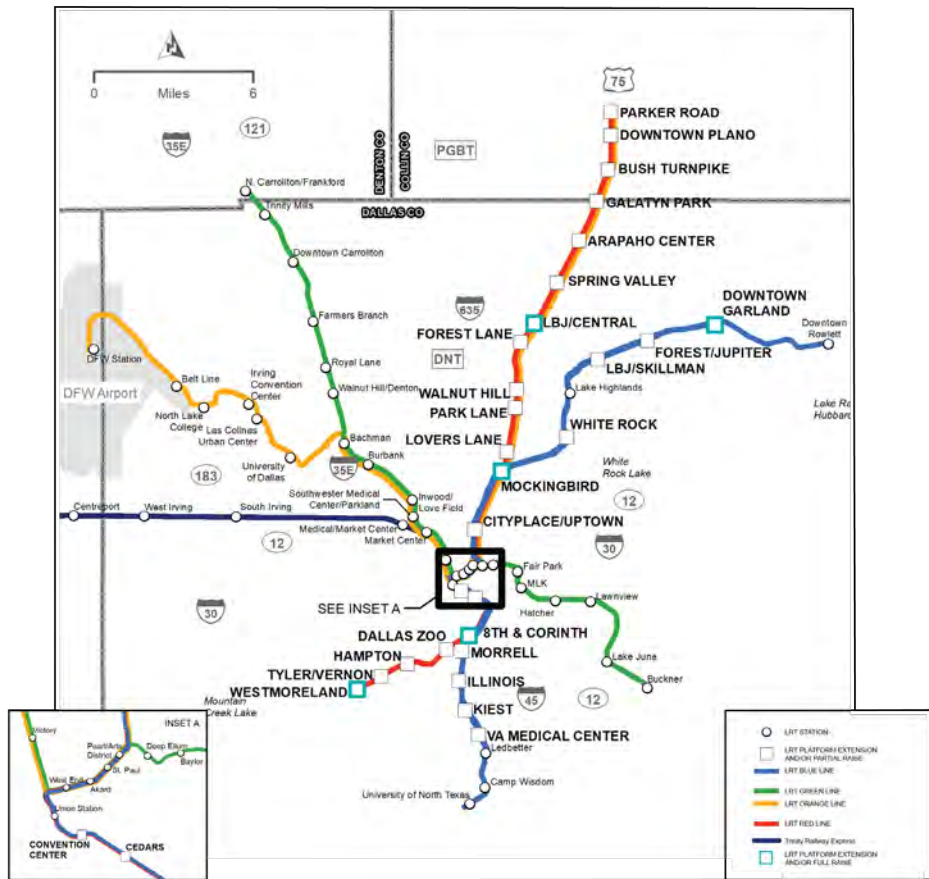 N
0 6
Miles
75
PARKER ROAD
DOWNTOWN PLANO
121
35E
PGBT
DENTON CO
COLLIN CO
BUSH TURNPIKE
N. Carrollton/Frankford
GALATYN PARK
DALLAS CO
Trinity Mills
ARAPAHO CENTER
Downtown Carrollton
SPRING VALLEY
DOWNTOWN
GARLAND
635
LBJ/CENTRAL
Farmers Branch
FOREST LANE
Downtown
Rowlett
DFW Station
FOREST/JUPITER
DNT
LBJ/SKILLMAN
Royal Lane
Irving
Convention
Center
Belt Line
Walnut Hill/Denton
WALNUT HILL
Lake Highlands
DFW Airport
PARK LANE
North Lake
College
Las Colinas
Urban Center
Lake Ra
Hubbard
WHITE ROCK
Bachman
LOVERS LANE
Burbank
University
of Dallas
35E
White
Rock Lake
183
MOCKINGBIRD
Southwester Medical
Center/Parkland
Inwood/
Love Field
12
Centreport
West Irving
South Irving
Medical/Market Center
CITYPLACE/UPTOWN
12
Market Center
30
Fair Park
MLK
SEE INSET A
Hatcher
Lawnview
30
DALLAS ZOO
8TH & CORINTH
HAMPTON
MORRELL
Lake June
TYLER/VERNON
ILLINOIS
Buckner
WESTMORELAND
45
12
Mountain
Creek Lake
KIEST
VA MEDICAL CENTER
Ledbetter
Camp Wisdom
University of North Texas
INSET A
Victory
Pearl/Arts
District
Deep Ellum
Baylor
St. Paul
West End
Akard
Union Station
CONVENTION
CENTER
CEDARS
LRT STATION
LRT PLATFORM EXTENSION
AND/OR PARTIAL RAISE
LRT BLUE LINE
LRT GREEN LINE
LRT ORANGE LINE
LRT RED LINE
Trinity Railway Express
LRT PLATFORM EXTENSION
AND/OR FULL RAISE